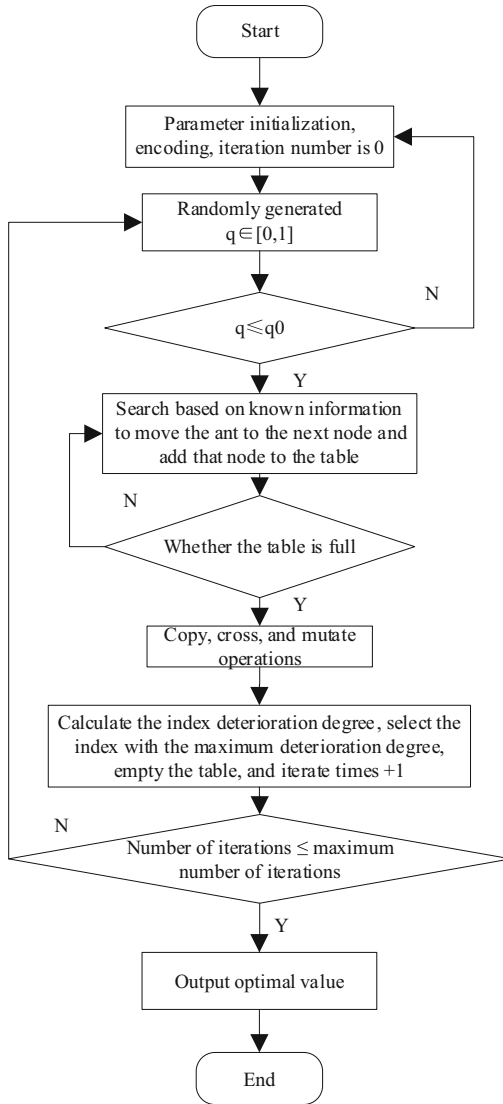 Start
Parameter initialization,
encoding, iteration number is 0
Randomly generated
q∈[0,1]
N
q≤q0
Y
Search based on known information
to move the ant to the next node and
add that node to the table
N
Whether the table is full
Y
Copy, cross, and mutate
operations
Calculate the index deterioration degree, select the
index with the maximum deterioration degree,
empty the table, and iterate times +1
N
Number of iterations ≤ maximum
number of iterations
Y
Output optimal value
End